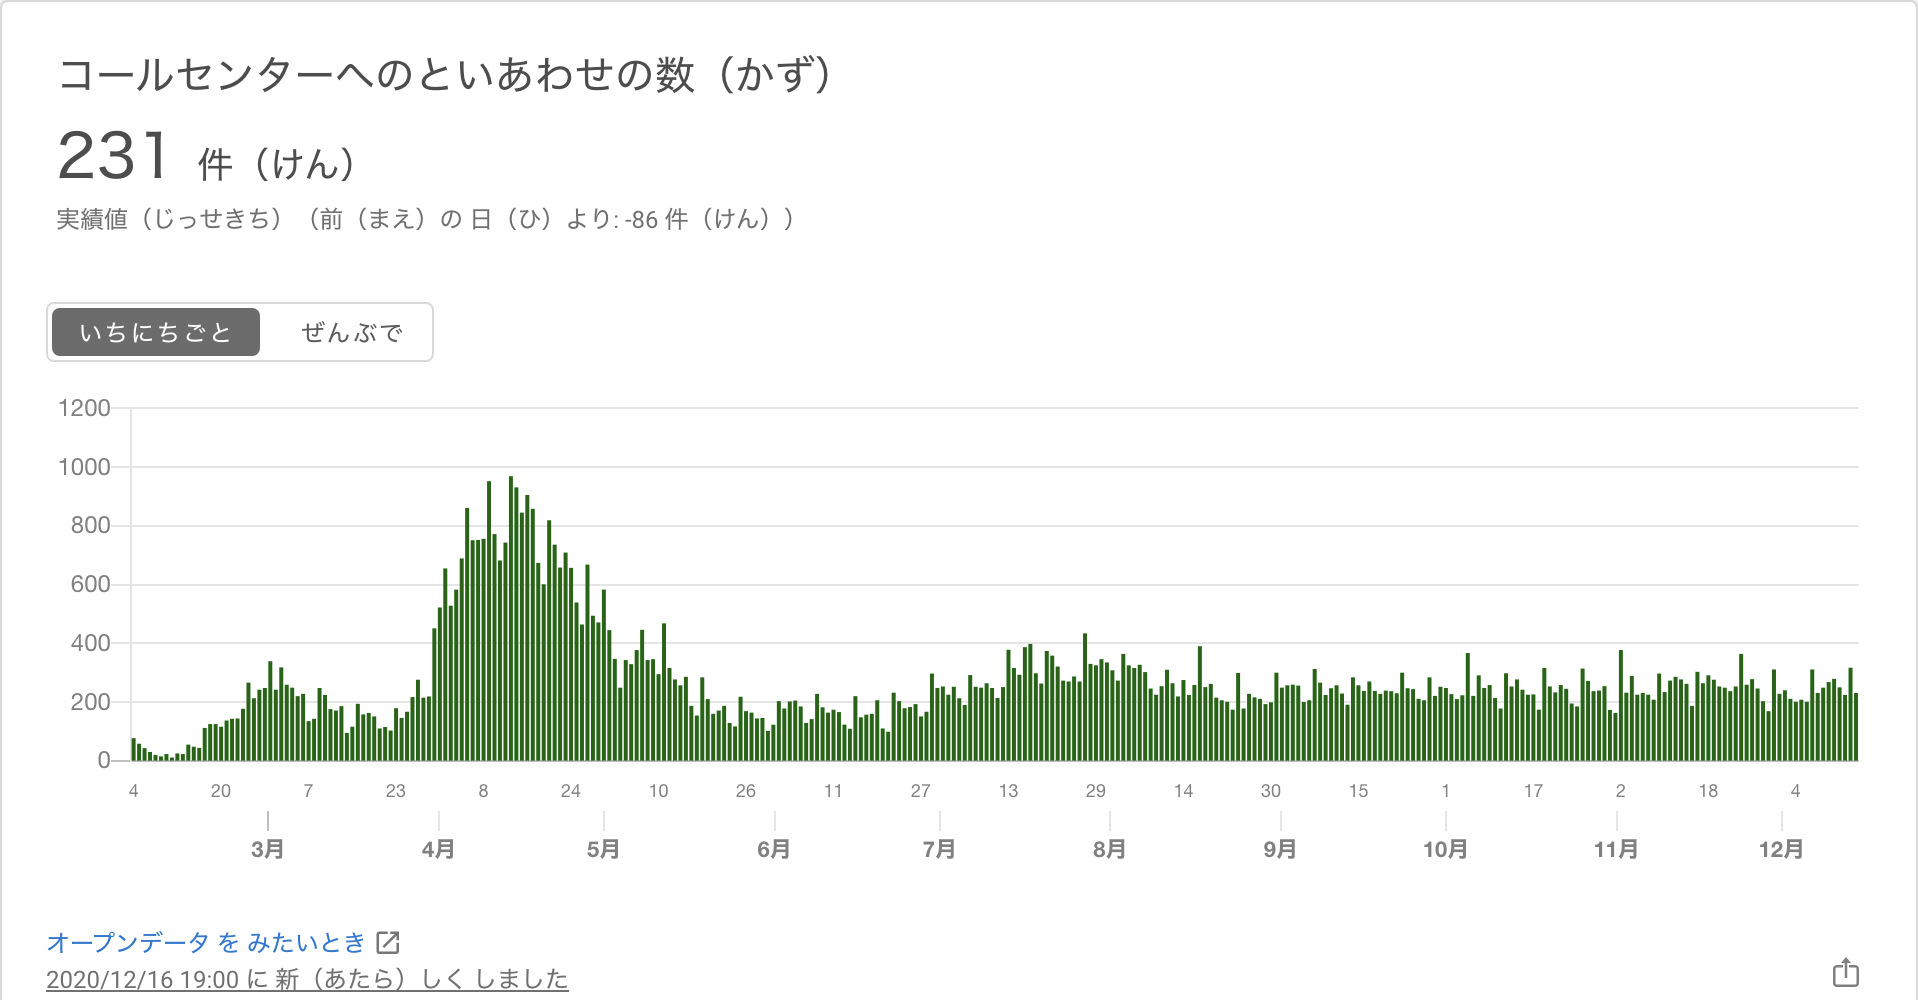 コールセンターへのといあわせの数（かず）
231 件（けん）
実績値（じっせきち）（前（まえ）の 日（ひ）より: -86 件（けん））
いちにちごと ぜんぶで
1200
1000
800
600
400
200
0
4 20 7 23 8 24 10 26 11 27 13 29 14 30 15 1 17 2 18 4
3月 4月 5月 6月 7月 8月 9月 10月 11月 12月
オープンデータ を みたいとき
2020/12/16 19:00 に 新（あたら）しく しました